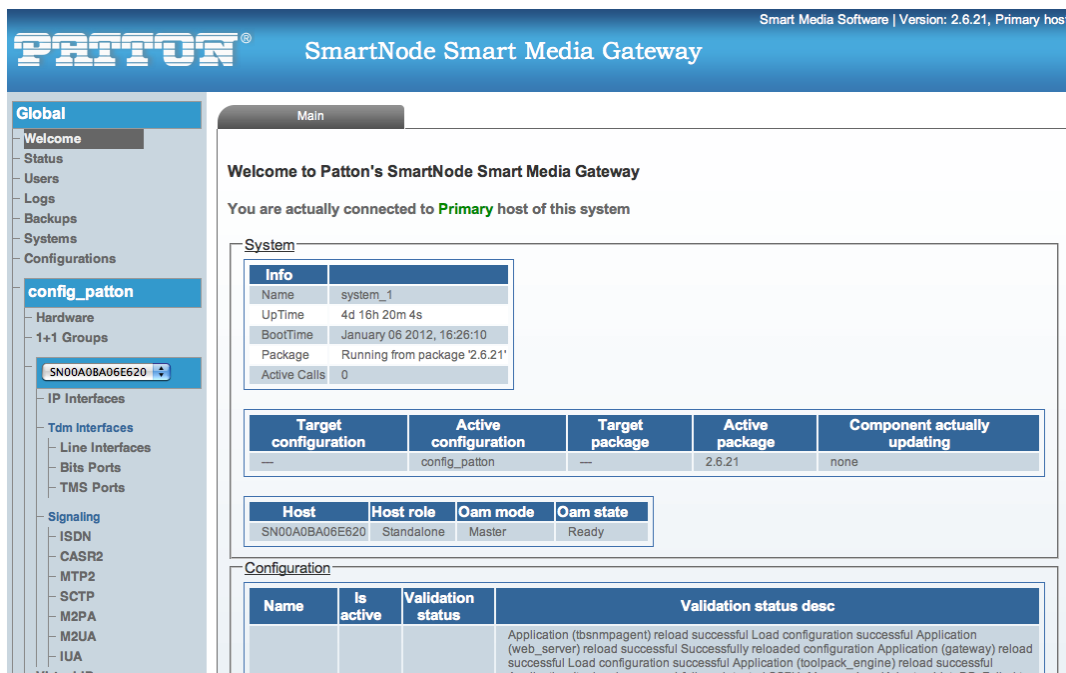 Smart Media Software | Version: 2.6.21, Primary
PATTON®
SmartNode Smart Media Gateway
Global
Welcome
Status
Users
Logs
Backups
Systems
Configurations
config_patton
Hardware
1+1 Groups
SN00A0BA06E620
IP Interfaces
Tdm Interfaces
Line Interfaces
Bits Ports
TMS Ports
Signaling
ISDN
CASR2
MTP2
SCTP
M2PA
M2UA
IUA
Main
Welcome to Patton's SmartNode Smart Media Gateway
You are actually connected to Primary host of this system
System
Info
Name system_1
UpTime 4d 16h 20m 4s
BootTime January 06 2012, 16:26:10
Package Running from package '2.6.21'
Active Calls 0
Target configuration Active configuration Target package Active package Component actually updating
— config_patton — 2.6.21 none
Host Host role Oam mode Oam state
SN00A0BA06E620 Standalone Master Ready
Configuration
Name Is active Validation status Validation status desc
Application (tbsnmpagent) reload successful Load configuration successful Application
(web_server) reload successful Successfully reloaded configuration Application (gateway) reload
successful Load configuration successful Application (toolpack_engine) reload successful